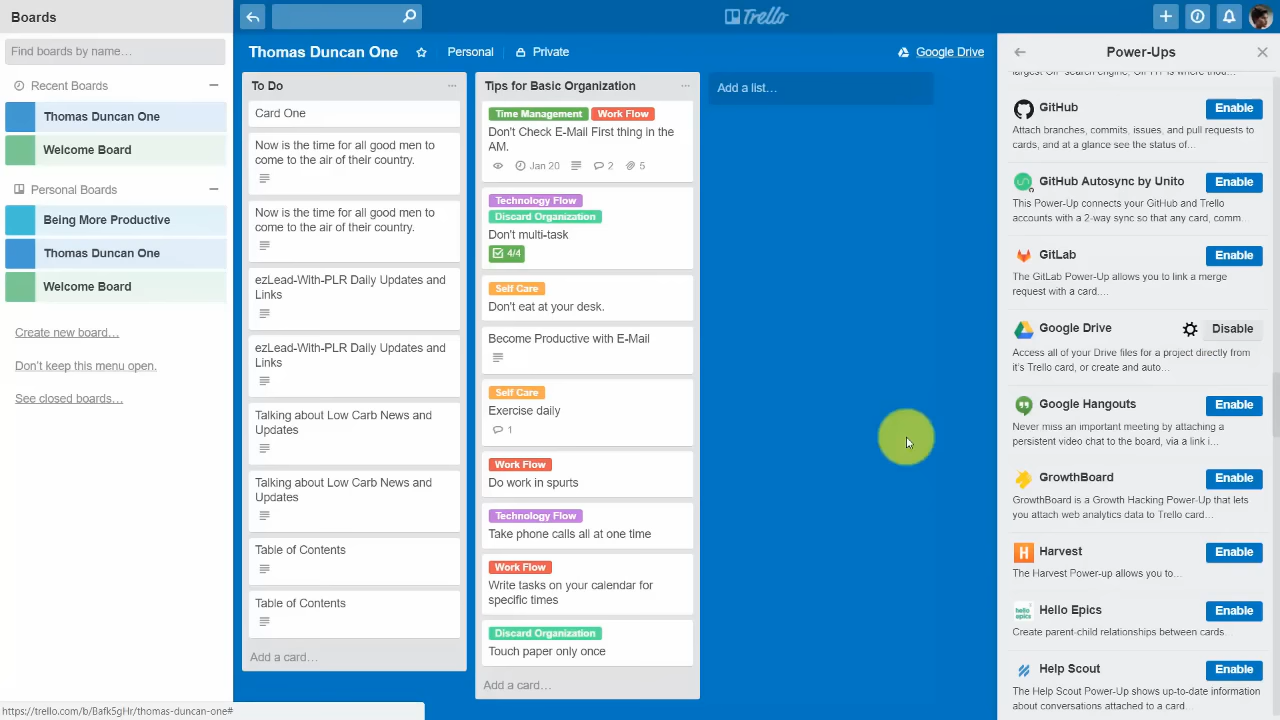 Boards
Find boards by name…
Recent Boards
Thomas Duncan One
Welcome Board
Personal Boards
Being More Productive
Thomas Duncan One
Welcome Board
Create new board…
Don't keep this menu open.
See closed boards…
https://trello.com/b/BafkSgHr/thomas-duncan-one#
Trello
Thomas Duncan One
Personal
Private
Google Drive
To Do
Card One
Now is the time for all good men to
come to the air of their country.
Now is the time for all good men to
come to the air of their country.
ezLead-With-PLR Daily Updates and
Links
ezLead-With-PLR Daily Updates and
Links
Talking about Low Carb News and
Updates
Talking about Low Carb News and
Updates
Table of Contents
Table of Contents
Add a card…
Tips for Basic Organization
Time Management Work Flow
Don't Check E-Mail First thing in the
AM.
Jan 20 2 5
Technology Flow
Discard Organization
Don't multi-task
4/4
Self Care
Don't eat at your desk.
Become Productive with E-Mail
Self Care
Exercise daily
1
Work Flow
Do work in spurts
Technology Flow
Take phone calls all at one time
Work Flow
Write tasks on your calendar for
specific times
Discard Organization
Touch paper only once
Add a card…
Add a list…
Power-Ups
GitHub
Enable
Attach branches, commits, issues, and pull requests to
cards, and at a glance see the status of…
GitHub Autosync by Unito
Enable
This Power-Up connects your GitHub and Trello
accounts with a 2-way sync so that any card, comm…
GitLab
Enable
The GitLab Power-Up allows you to link a merge
request with a card.…
Google Drive
Disable
Access all of your Drive files for a project directly from
it's Trello card, or create and auto…
Google Hangouts
Enable
Never miss an important meeting by attaching a
persistent video chat to the board, via a link i…
GrowthBoard
Enable
GrowthBoard is a Growth Hacking Power-Up that lets
you attach web analytics data to Trello card…
Harvest
Enable
The Harvest Power-up allows you to…
hello
epics
Hello Epics
Enable
Create parent-child relationships between cards.
Help Scout
Enable
The Help Scout Power-Up shows up-to-date information
about conversations attached to a card…